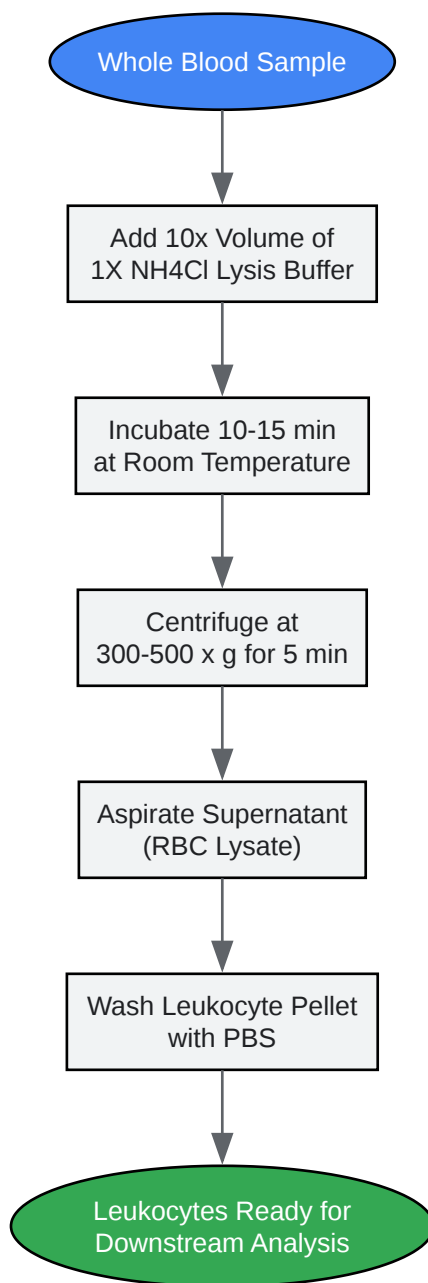 Whole Blood Sample
Add 10x Volume of
1X NH4Cl Lysis Buffer
Incubate 10-15 min
at Room Temperature
Centrifuge at
300-500 x g for 5 min
Aspirate Supernatant
(RBC Lysate)
Wash Leukocyte Pellet
with PBS
Leukocytes Ready for
Downstream Analysis